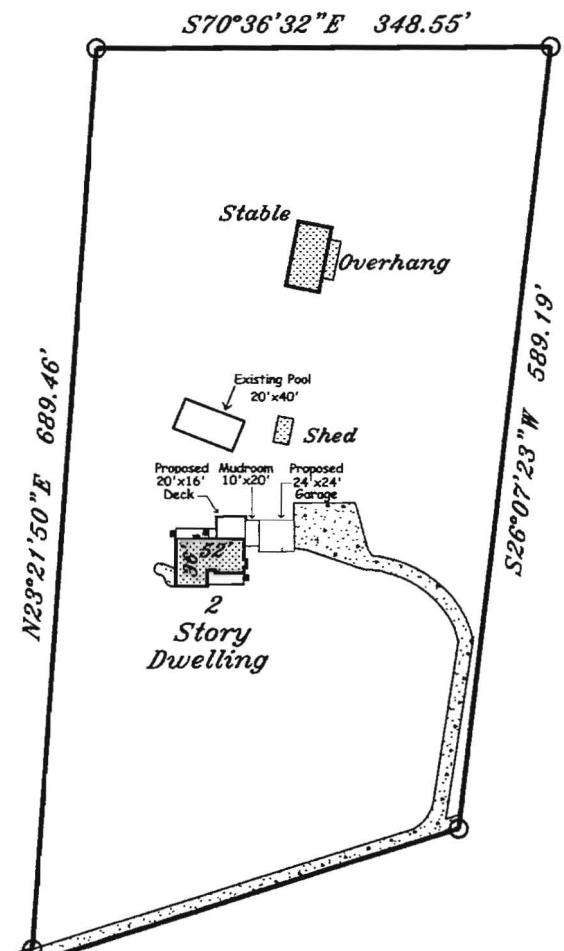 S70°36'32"E 348.55'
Stable
Overhang
N23°21'50"E 689.46'
S26°07'23"W 589.19'
Existing Pool
20'x40'
Shed
Proposed
20'x16'
Deck
Mudroom
10'x20'
Proposed
24'x24'
Garage
36'
52'
2
Story
Dwelling